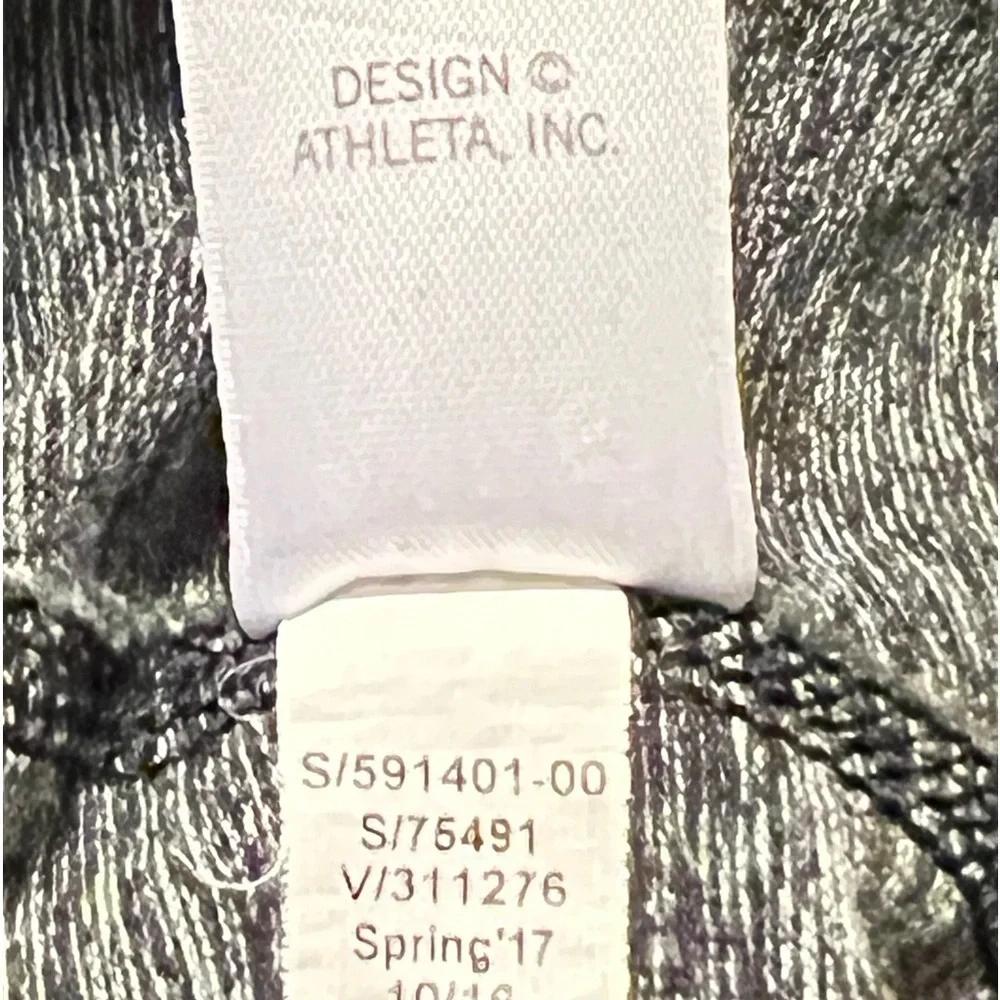 DESIGN ©
ATHLETA, INC.
S/591401-00
S/75491
V/311276
Spring'17